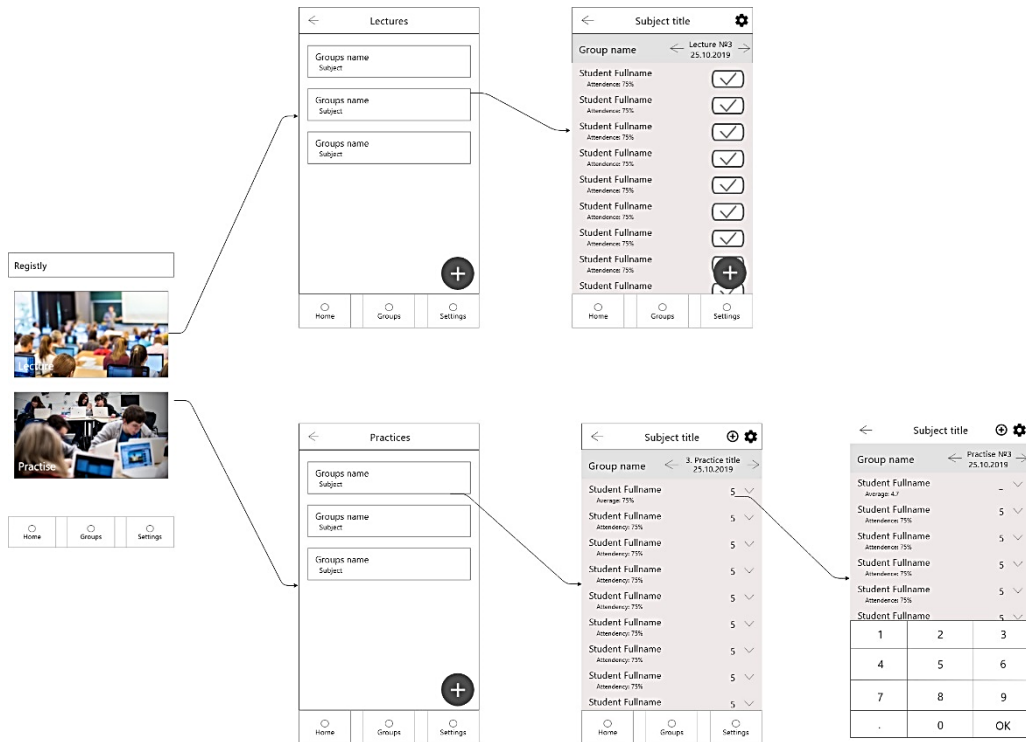 Registly
Lecture
Practise
Home
Groups
Settings
Lectures
Groups name
Subject
Groups name
Subject
Groups name
Subject
Home
Groups
Settings
Subject title
Group name
Lecture №3
25.10.2019
Student Fullname
Attendence: 75%
Student Fullname
Attendence: 75%
Student Fullname
Attendence: 75%
Student Fullname
Attendence: 75%
Student Fullname
Attendence: 75%
Student Fullname
Attendence: 75%
Student Fullname
Attendence: 75%
Student Fullname
Attendence: 75%
Student Fullname
Home
Groups
Settings
Practices
Groups name
Subject
Groups name
Subject
Groups name
Subject
Home
Groups
Settings
Subject title
Group name
3. Practice title
25.10.2019
Student Fullname 5
Average: 75%
Student Fullname 5
Attendency: 75%
Student Fullname 5
Attendency: 75%
Student Fullname 5
Attendency: 75%
Student Fullname 5
Attendency: 75%
Student Fullname 5
Attendency: 75%
Student Fullname 5
Attendency: 75%
Student Fullname 5
Attendency: 75%
Student Fullname 5
Home
Groups
Settings
Subject title
Group name
Practise №3
25.10.2019
Student Fullname _
Average: 4.7
Student Fullname 5
Attendence: 75%
Student Fullname 5
Attendence: 75%
Student Fullname 5
Attendence: 75%
Student Fullname 5
Attendence: 75%
Student Fullname 5
1 2 3
4 5 6
7 8 9
. 0 OK